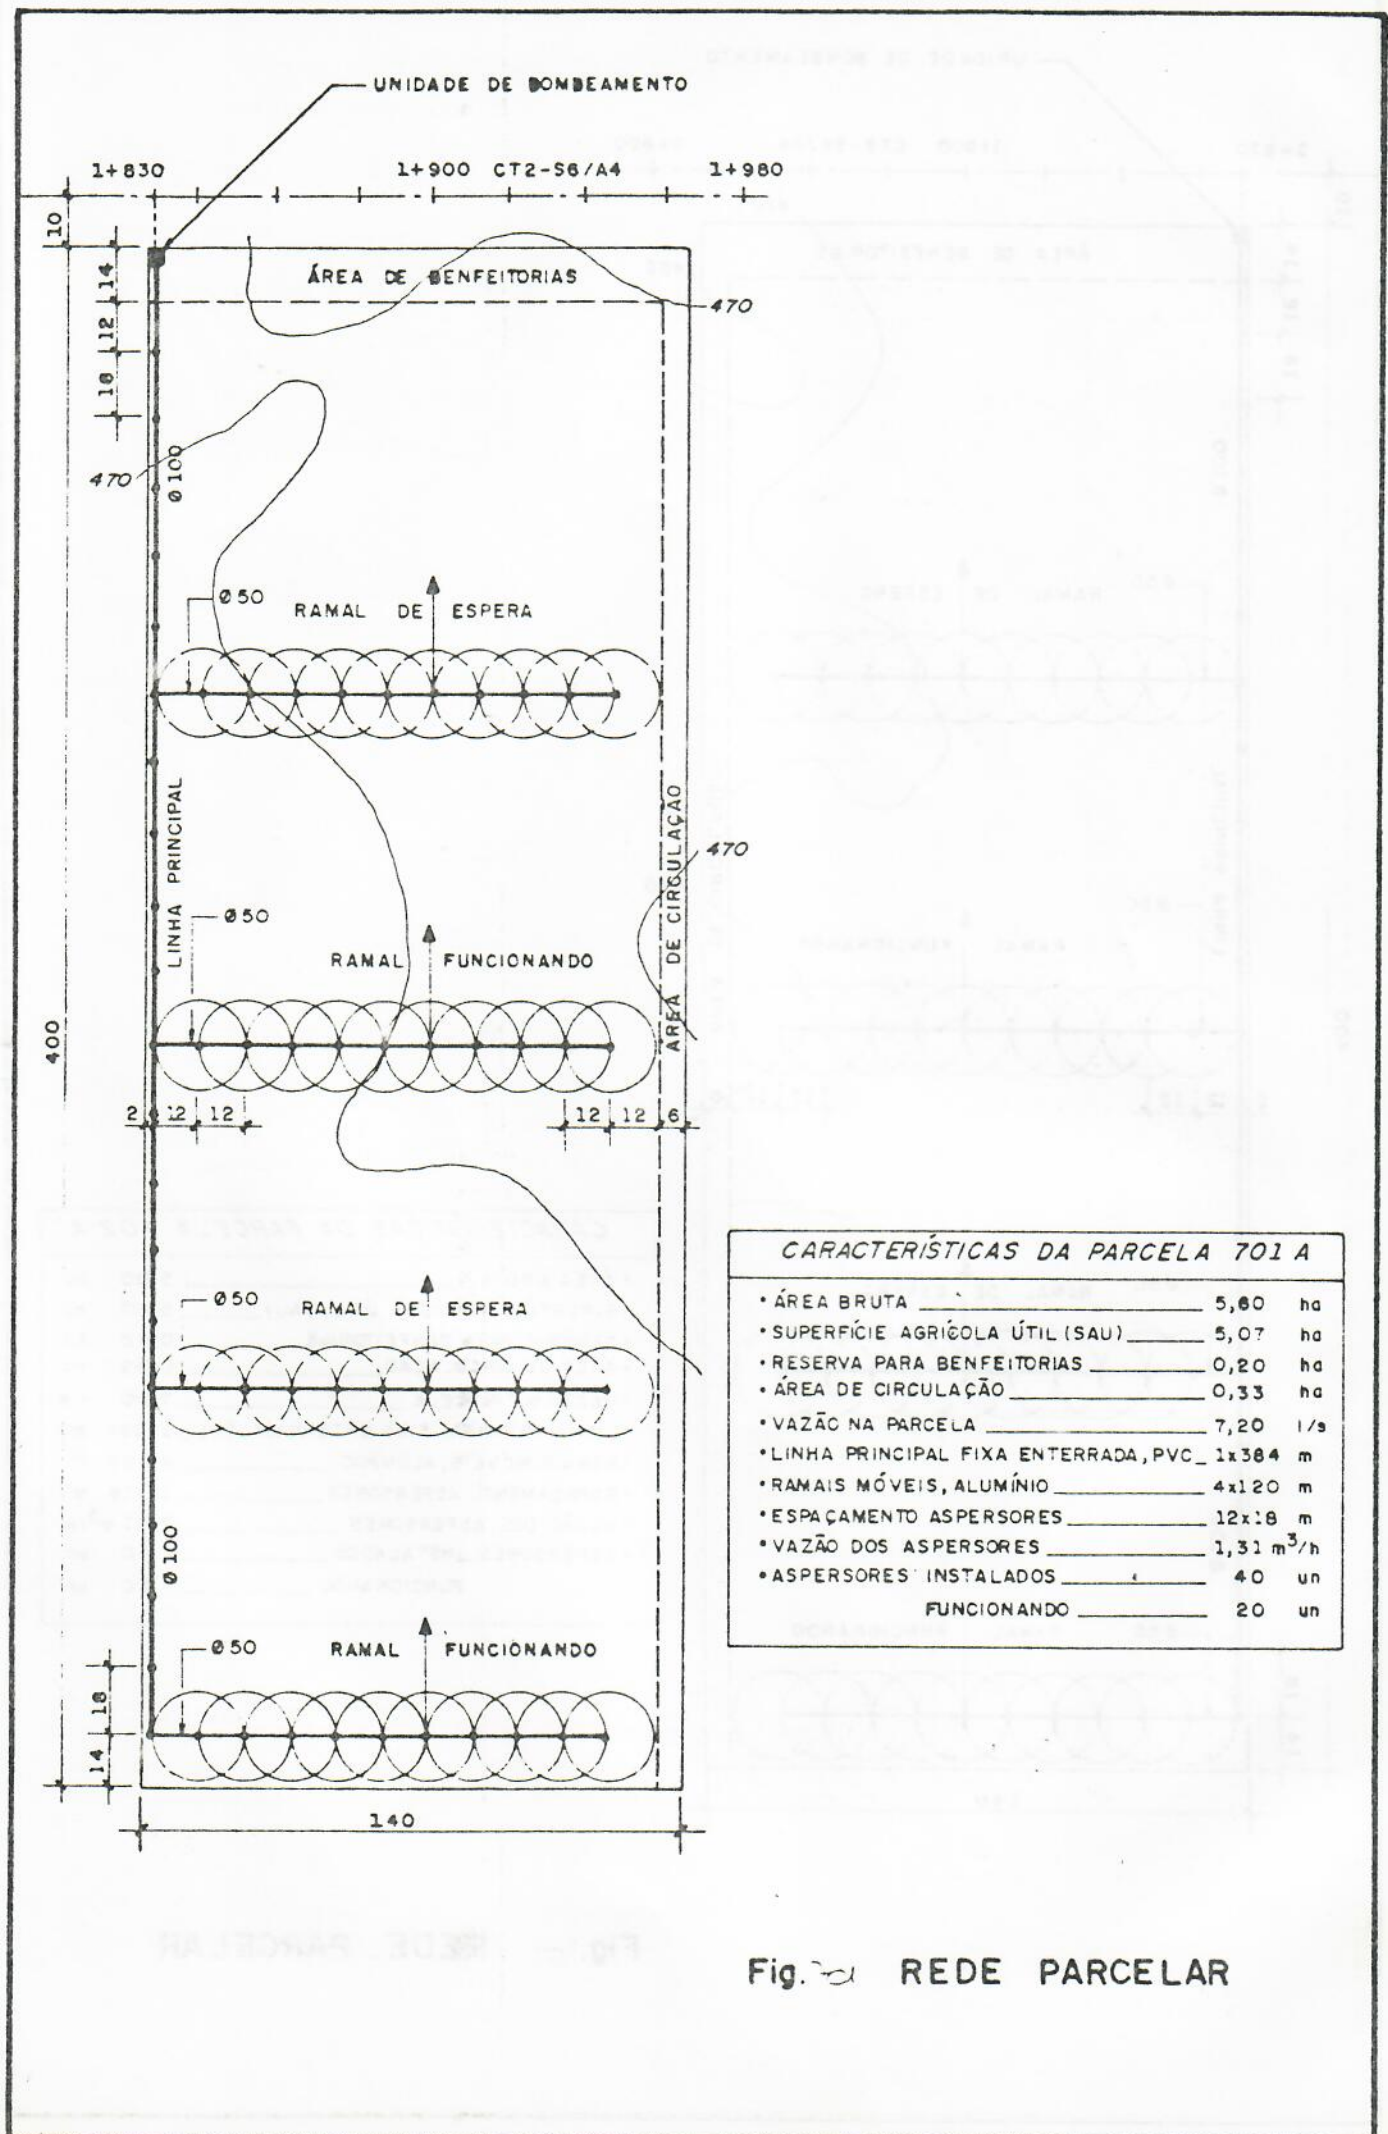 UNIDADE DE BOMBEAMENTO
1+830
1+900 CT2-S6/A4
1+980
10
14
12
18
ÁREA DE BENFEITORIAS
470
470
Ø 100
Ø 50
RAMAL DE ESPERA
LINHA PRINCIPAL
ÁREA DE CIRCULAÇÃO
470
Ø 50
RAMAL FUNCIONANDO
400
2
12
12
12
12
6
Ø 50
RAMAL DE ESPERA
Ø 100
Ø 50
RAMAL FUNCIONANDO
18
14
140
CARACTERÍSTICAS DA PARCELA 701 A
• ÁREA BRUTA 5,60 ha
• SUPERFÍCIE AGRÍCOLA ÚTIL (SAU) 5,07 ha
• RESERVA PARA BENFEITORIAS 0,20 ha
• ÁREA DE CIRCULAÇÃO 0,33 ha
• VAZÃO NA PARCELA 7,20 l/s
• LINHA PRINCIPAL FIXA ENTERRADA, PVC 1x384 m
• RAMAIS MÓVEIS, ALUMÍNIO 4x120 m
• ESPAÇAMENTO ASPERSORES 12x18 m
• VAZÃO DOS ASPERSORES 1,31 m³/h
• ASPERSORES INSTALADOS 40 un
FUNCIONANDO 20 un
Fig. REDE PARCELAR